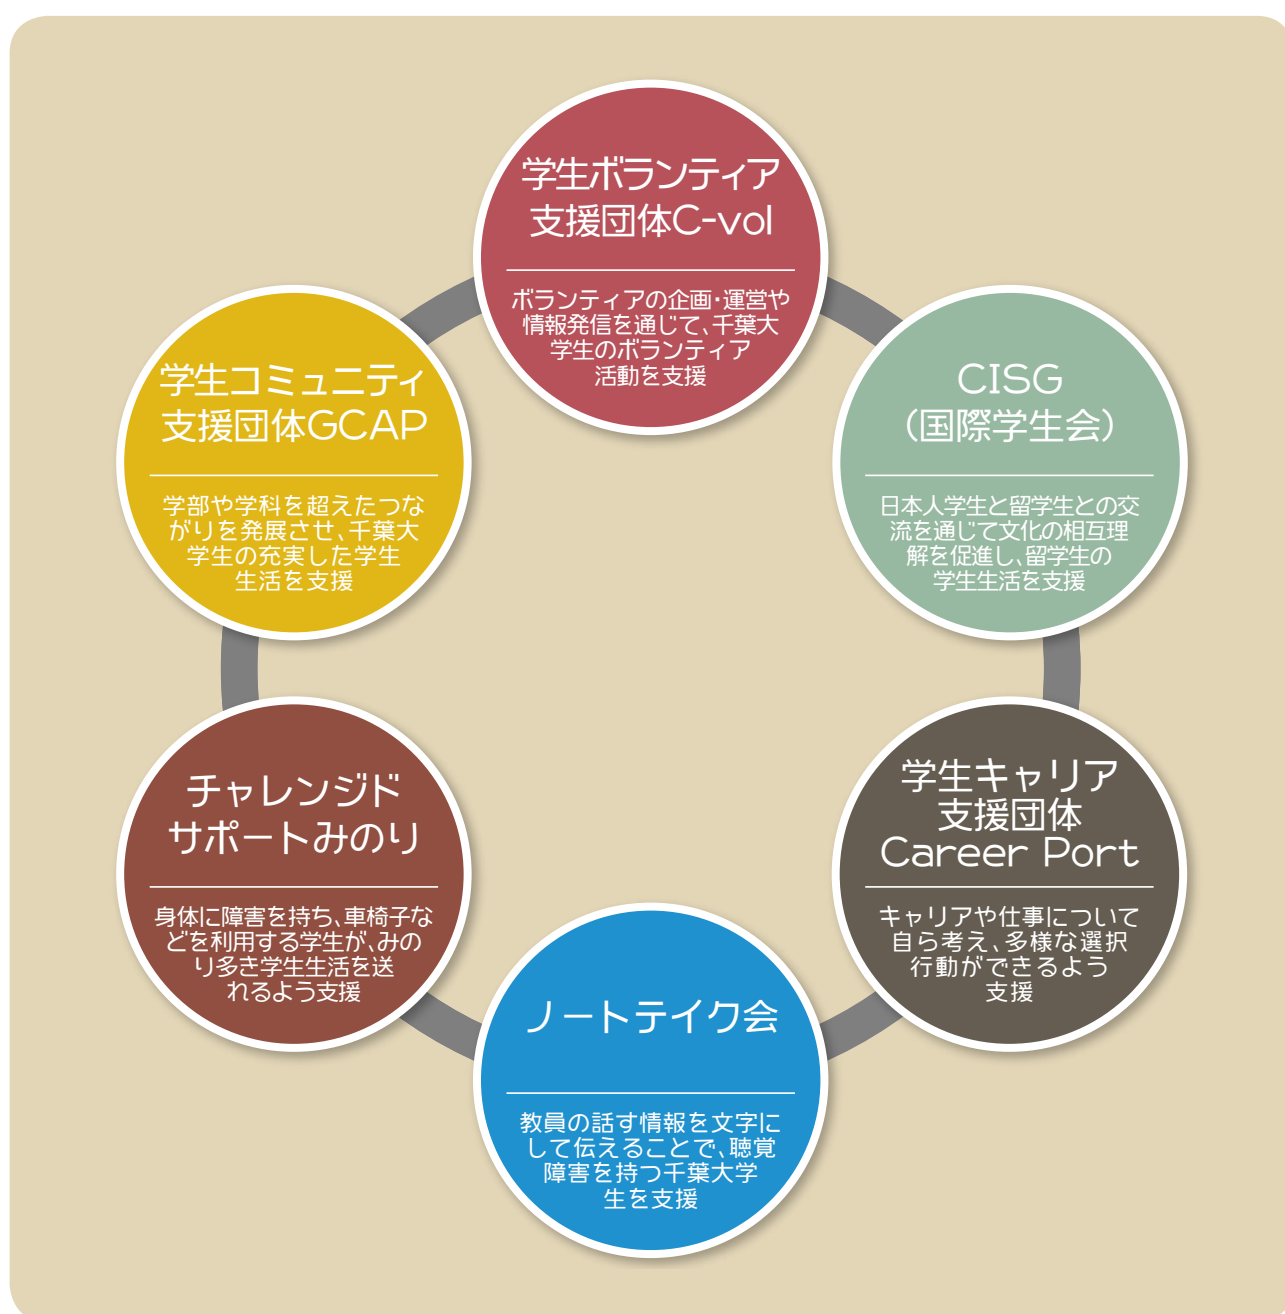 学生ボランティア
支援団体C-vol
ボランティアの企画・運営や
情報発信を通じて、千葉大
学生のボランティア
活動を支援
CISG
（国際学生会）
日本人学生と留学生との交
流を通じて文化の相互理
解を促進し、留学生の
学生生活を支援
学生キャリア
支援団体
Career Port
キャリアや仕事について
自ら考え、多様な選択
行動ができるよう
支援
ノートテイク会
教員の話す情報を文字に
して伝えることで、聴覚
障害を持つ千葉大学
生を支援
チャレンジド
サポートみのり
身体に障害を持ち、車椅子な
どを利用する学生が、みの
り多き学生生活を送
れるよう支援
学生コミュニティ
支援団体GCAP
学部や学科を超えたつな
がりを発展させ、千葉大
学生の充実した学生
生活を支援